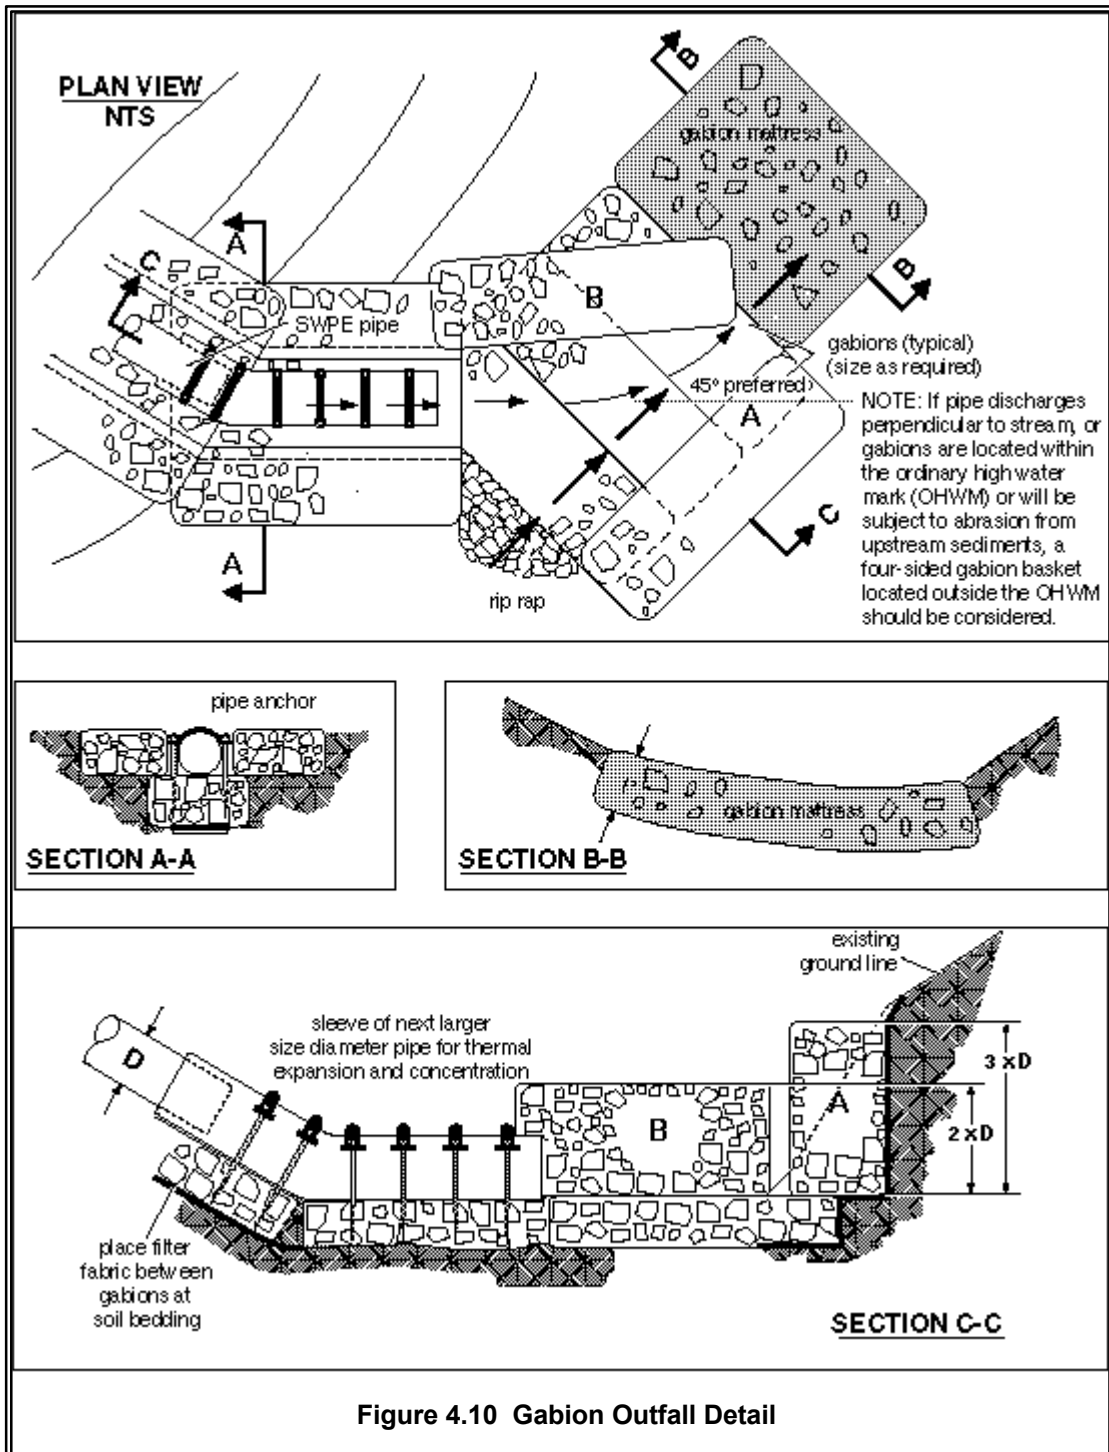 PLAN VIEW
NTS
B
gabion mattress
A
C
SWPE pipe
B
B
gabions (typical)
(size as required)
45° preferred
A
NOTE: If pipe discharges
perpendicular to stream, or
gabions are located within
the ordinary high water
mark (OHWM) or will be
subject to abrasion from
upstream sediments, a
four-sided gabion basket
located outside the OHWM
should be considered.
C
A
rip rap
pipe anchor
SECTION A-A
gabion mattress
SECTION B-B
existing
ground line
sleeve of next larger
size diameter pipe for thermal
expansion and concentration
D
3 x D
A
B
2 x D
place filter
fabric between
gabions at
soil bedding
SECTION C-C
Figure 4.10 Gabion Outfall Detail